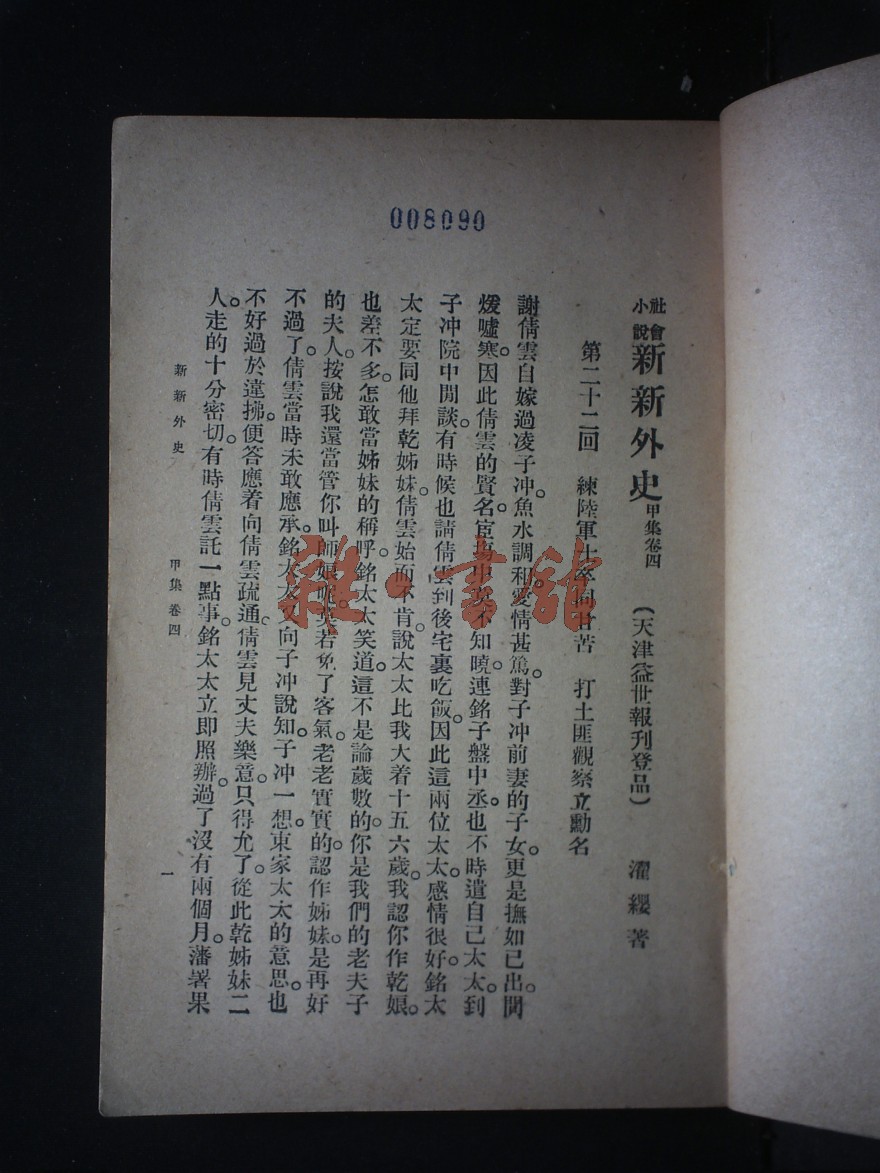 008090
社會小說 新新外史 甲集卷四 (天津益世報刊登品) 濯纓著
第二十二回 練陸軍士卒同甘苦 打土匪觀察立勳名
謝倩雲自嫁過凌子冲。魚水調和。愛情甚篤。對子冲前妻的子女。更是撫如已出。問
煖噓寒。因此倩雲的賢名。宦塲中莫不知曉。連銘子盤中丞。也不時遣自己太太。到
子冲院中閒談。有時候也請倩雲到後宅裏吃飯。因此這兩位太太。感情很好。銘太
太定要同他拜乾姊妹。倩雲始而不肯。說太太比我大着十五六歲。我認你作乾娘。
也差不多。怎敢當姊妹的稱呼。銘太太笑道。這不是論歲數的。你是我們的老夫子
的夫人。按說我還當管你叫師娘呢。莫若免了客氣。老老實實的。認作姊妹。是再好
不過了。倩雲當時未敢應承。銘太太又向子冲說知。子冲一想。東家太太的意思。也
不好過於違拂。便答應着向倩雲疏通。倩雲見丈夫樂意。只得允了。從此乾姊妹二
人。走的十分密切。有時倩雲託一點事。銘太太立即照辦。過了沒有兩個月。藩署果
新新外史 甲集卷四 一
雜·書館